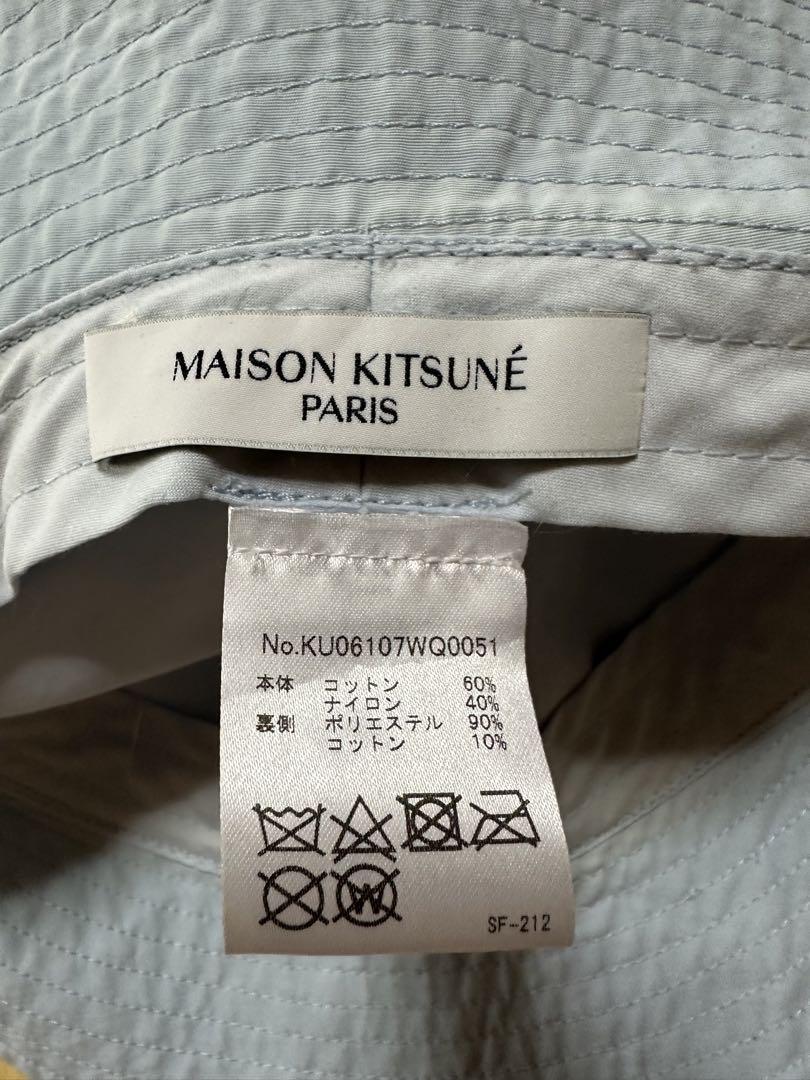 MAISON KITSUNÉ
PARIS
No.KU06107WQ0051
本体 コットン 60%
ナイロン 40%
裏側 ポリエステル 90%
コットン 10%
W
SF-212